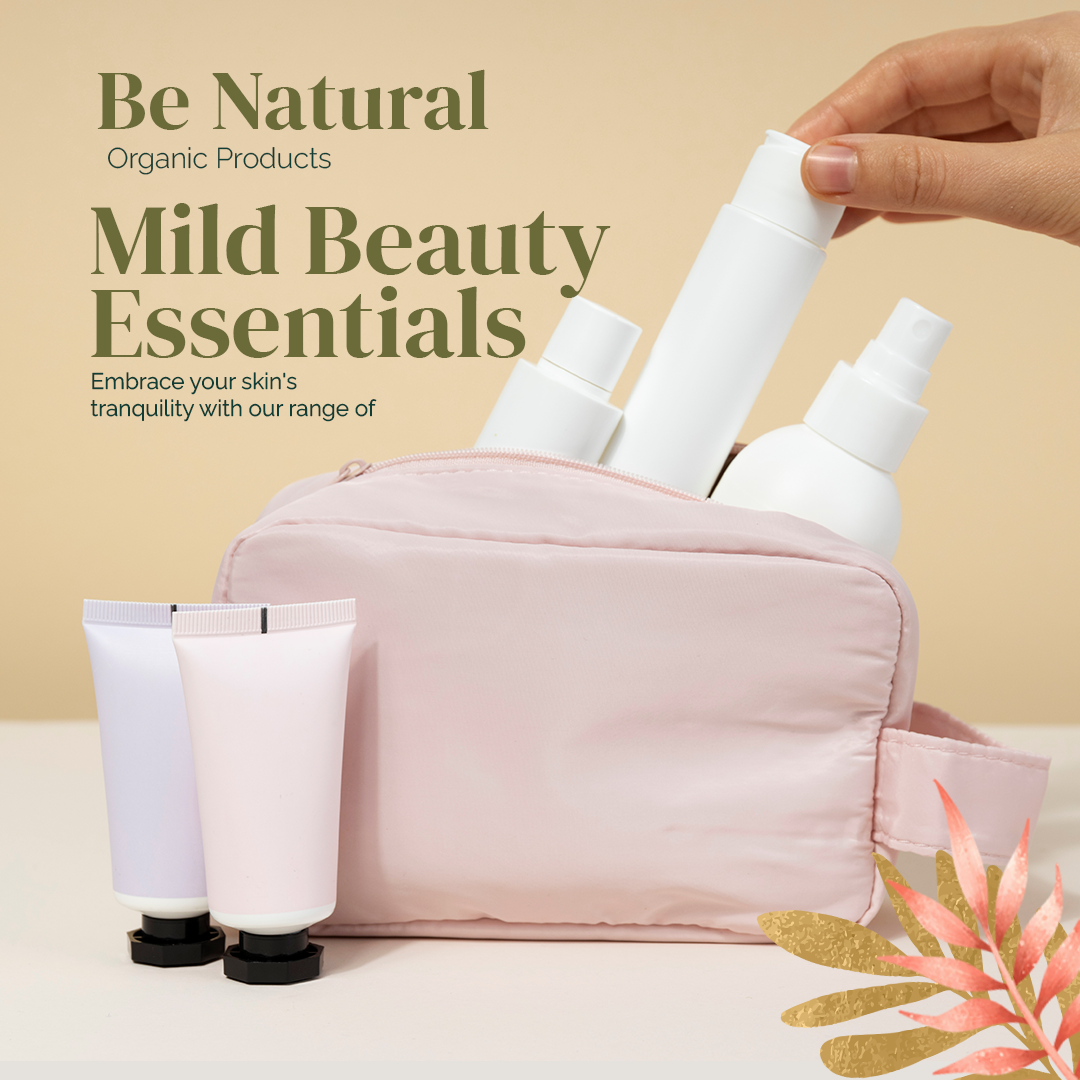 Be Natural
Organic Products
Mild Beauty
Essentials
Embrace your skin's
tranquility with our range of